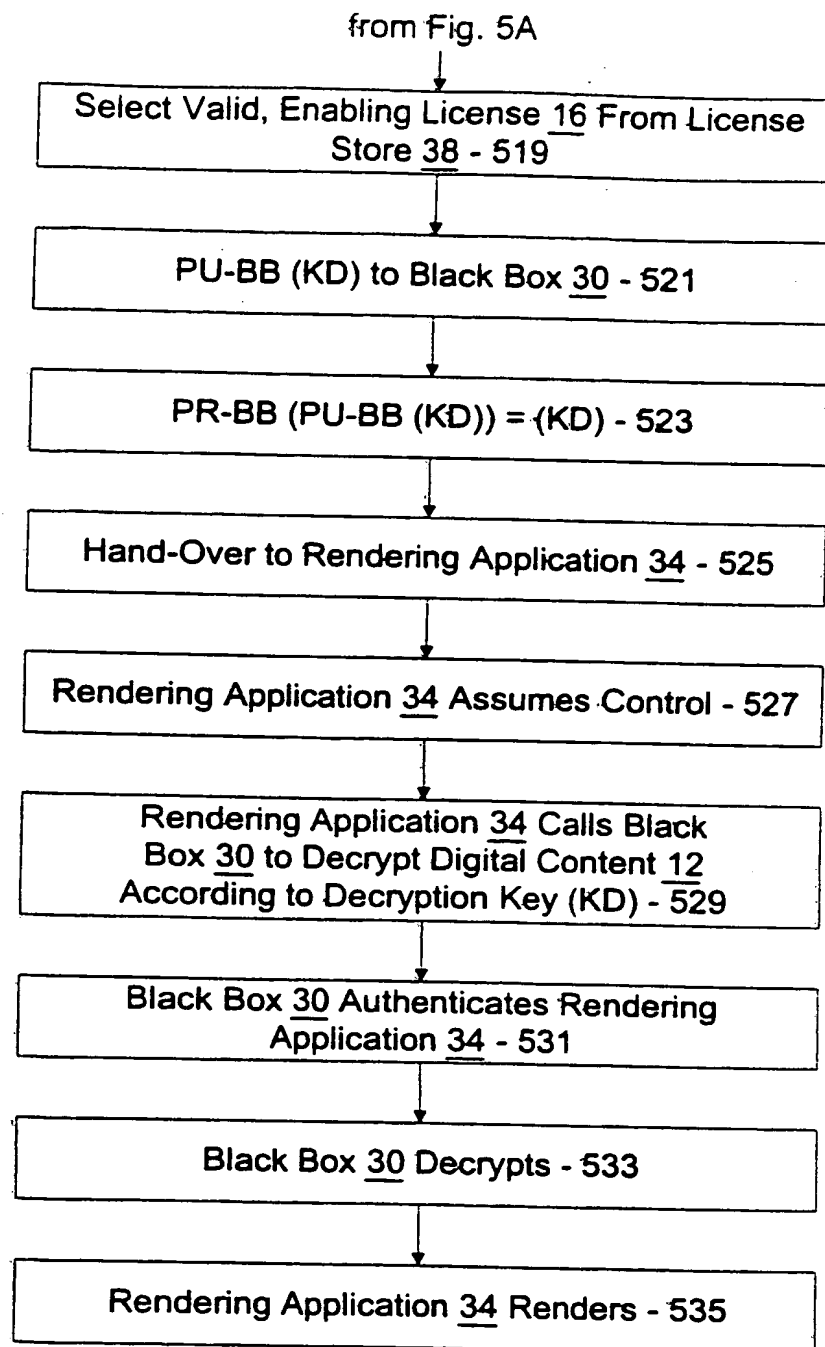 from Fig. 5A
Select Valid, Enabling License 16 From License
Store 38 - 519
PU-BB (KD) to Black Box 30 - 521
PR-BB (PU-BB (KD)) = (KD) - 523
Hand-Over to Rendering Application 34 - 525
Rendering Application 34 Assumes Control - 527
Rendering Application 34 Calls Black
Box 30 to Decrypt Digital Content 12
According to Decryption Key (KD) - 529
Black Box 30 Authenticates Rendering
Application 34 - 531
Black Box 30 Decrypts - 533
Rendering Application 34 Renders - 535